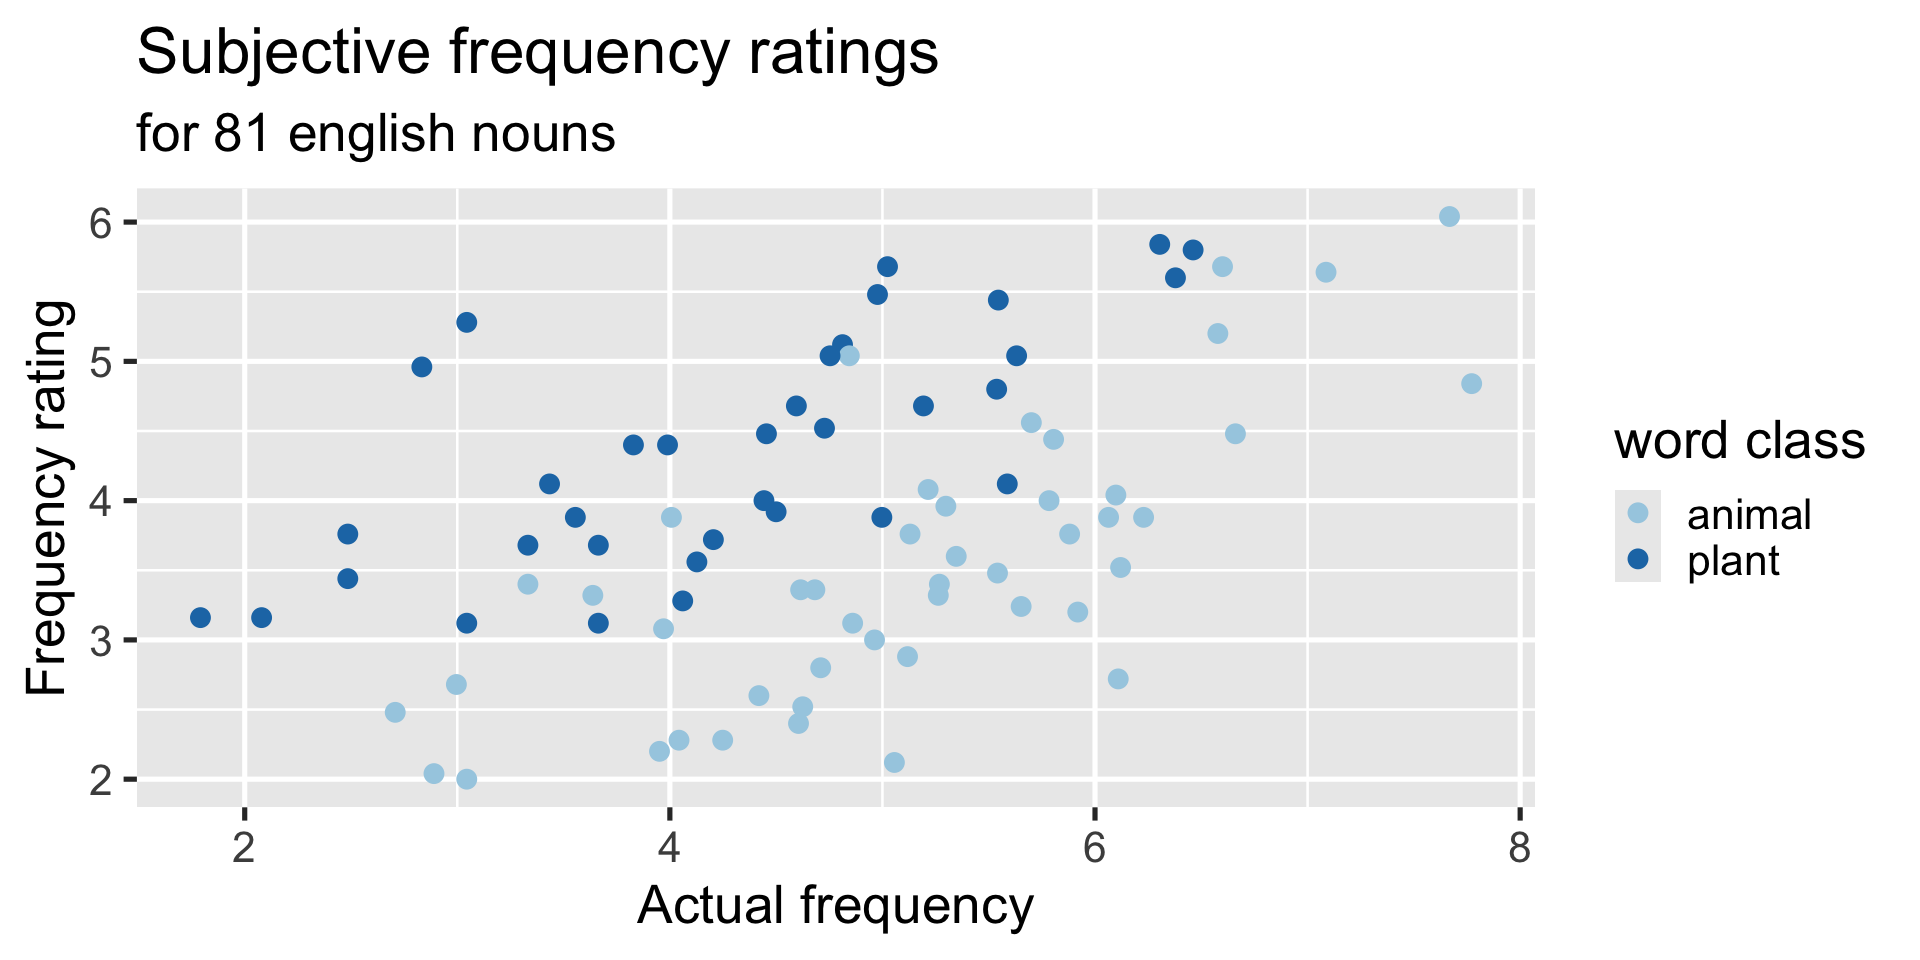 Subjective frequency ratings
for 81 english nouns
6
5
4
3
2
Frequency rating
2 4 6 8
Actual frequency
word class
animal
plant